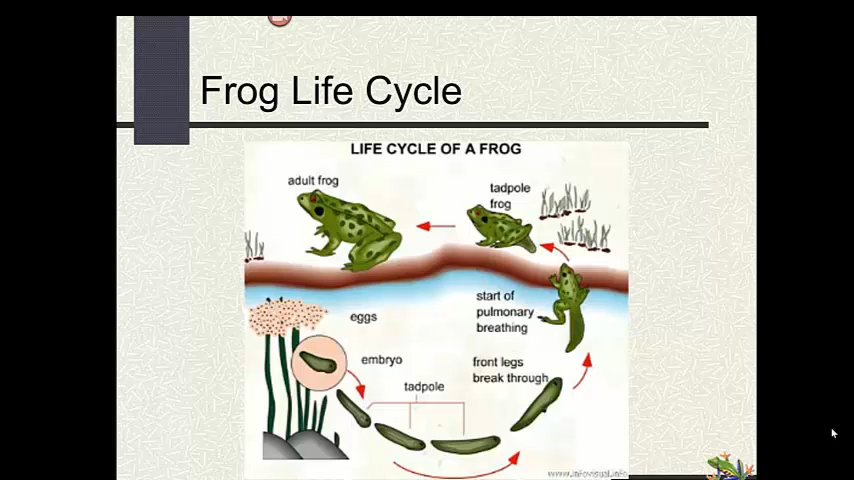 Frog Life Cycle
LIFE CYCLE OF A FROG
adult frog
tadpole
frog
start of
pulmonary
breathing
eggs
embryo
front legs
break through
tadpole
www.infovisual.info